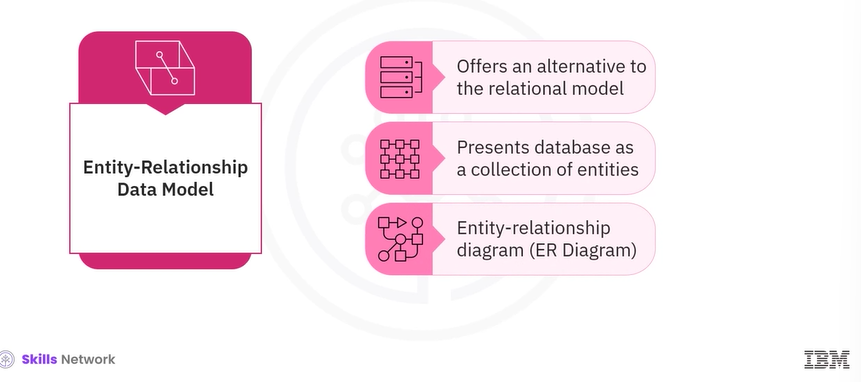 Entity-Relationship
Data Model
Offers an alternative to
the relational model
Presents database as
a collection of entities
Entity-relationship
diagram (ER Diagram)
Skills Network
IBM